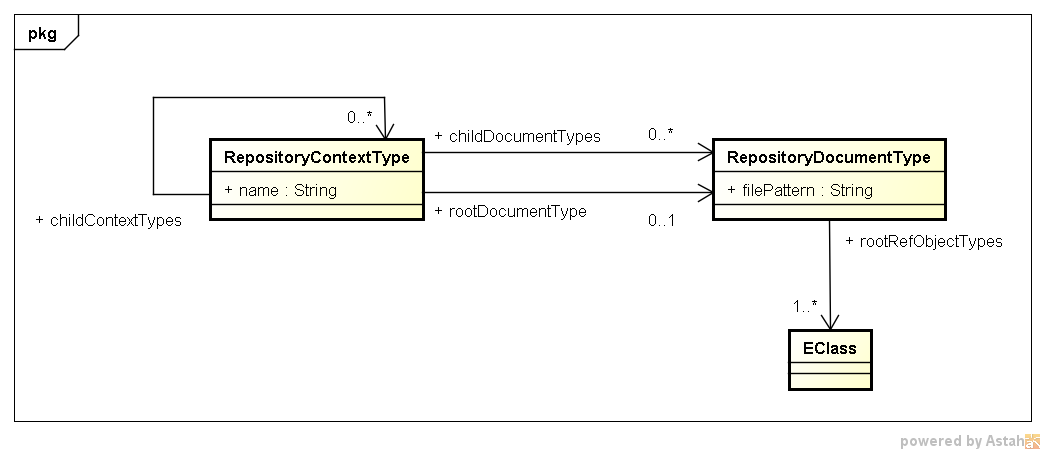 pkg
0..*
+ childDocumentTypes
0..*
RepositoryContextType
RepositoryDocumentType
+ name : String
+ filePattern : String
+ childContextTypes
+ rootDocumentType
0..1
+ rootRefObjectTypes
1..*
EClass
powered by Astah